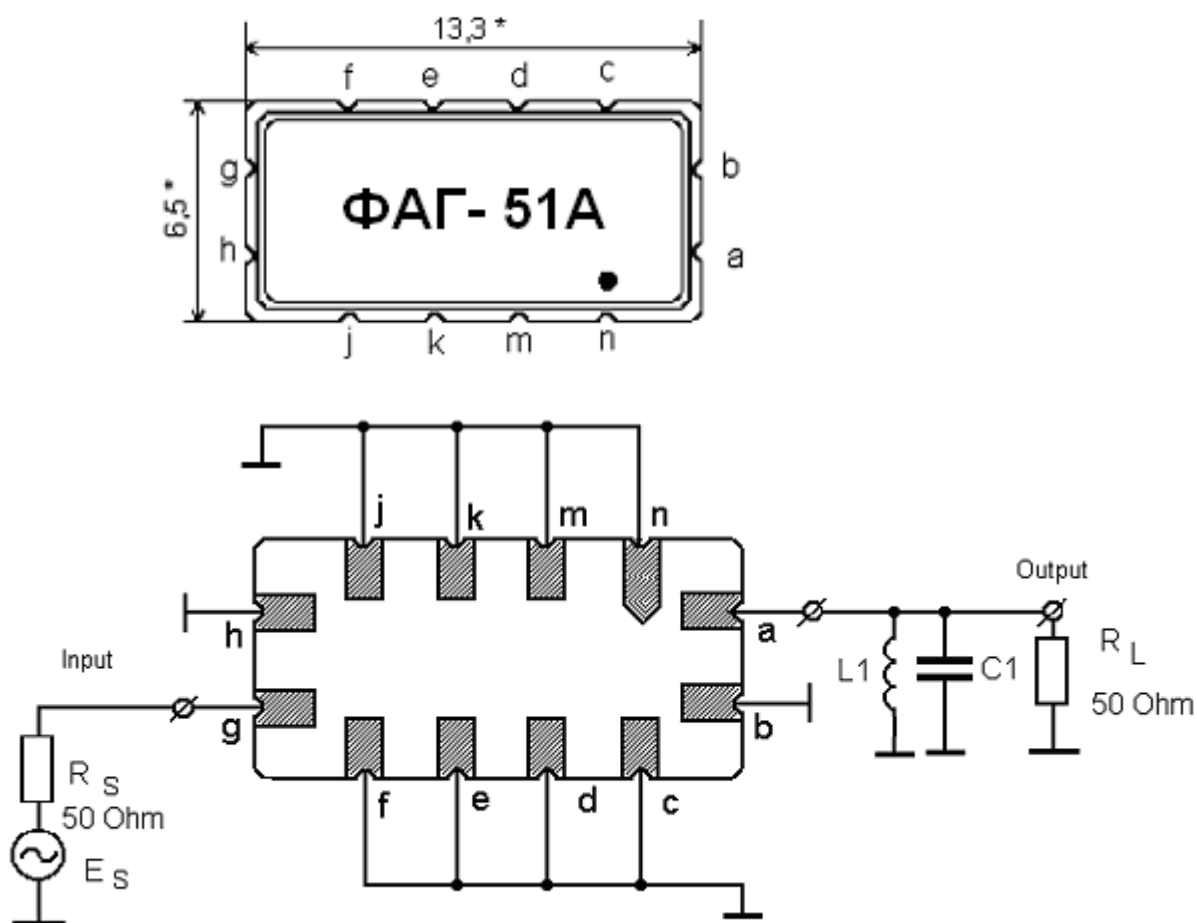 13,3 *
f e d c
6,5 *
g b
ФАГ- 51А
h a
j k m n
j k m n
Output
h a
Input
L1 C1
R L
50 Ohm
g b
R S
50 Ohm
f e d c
E S